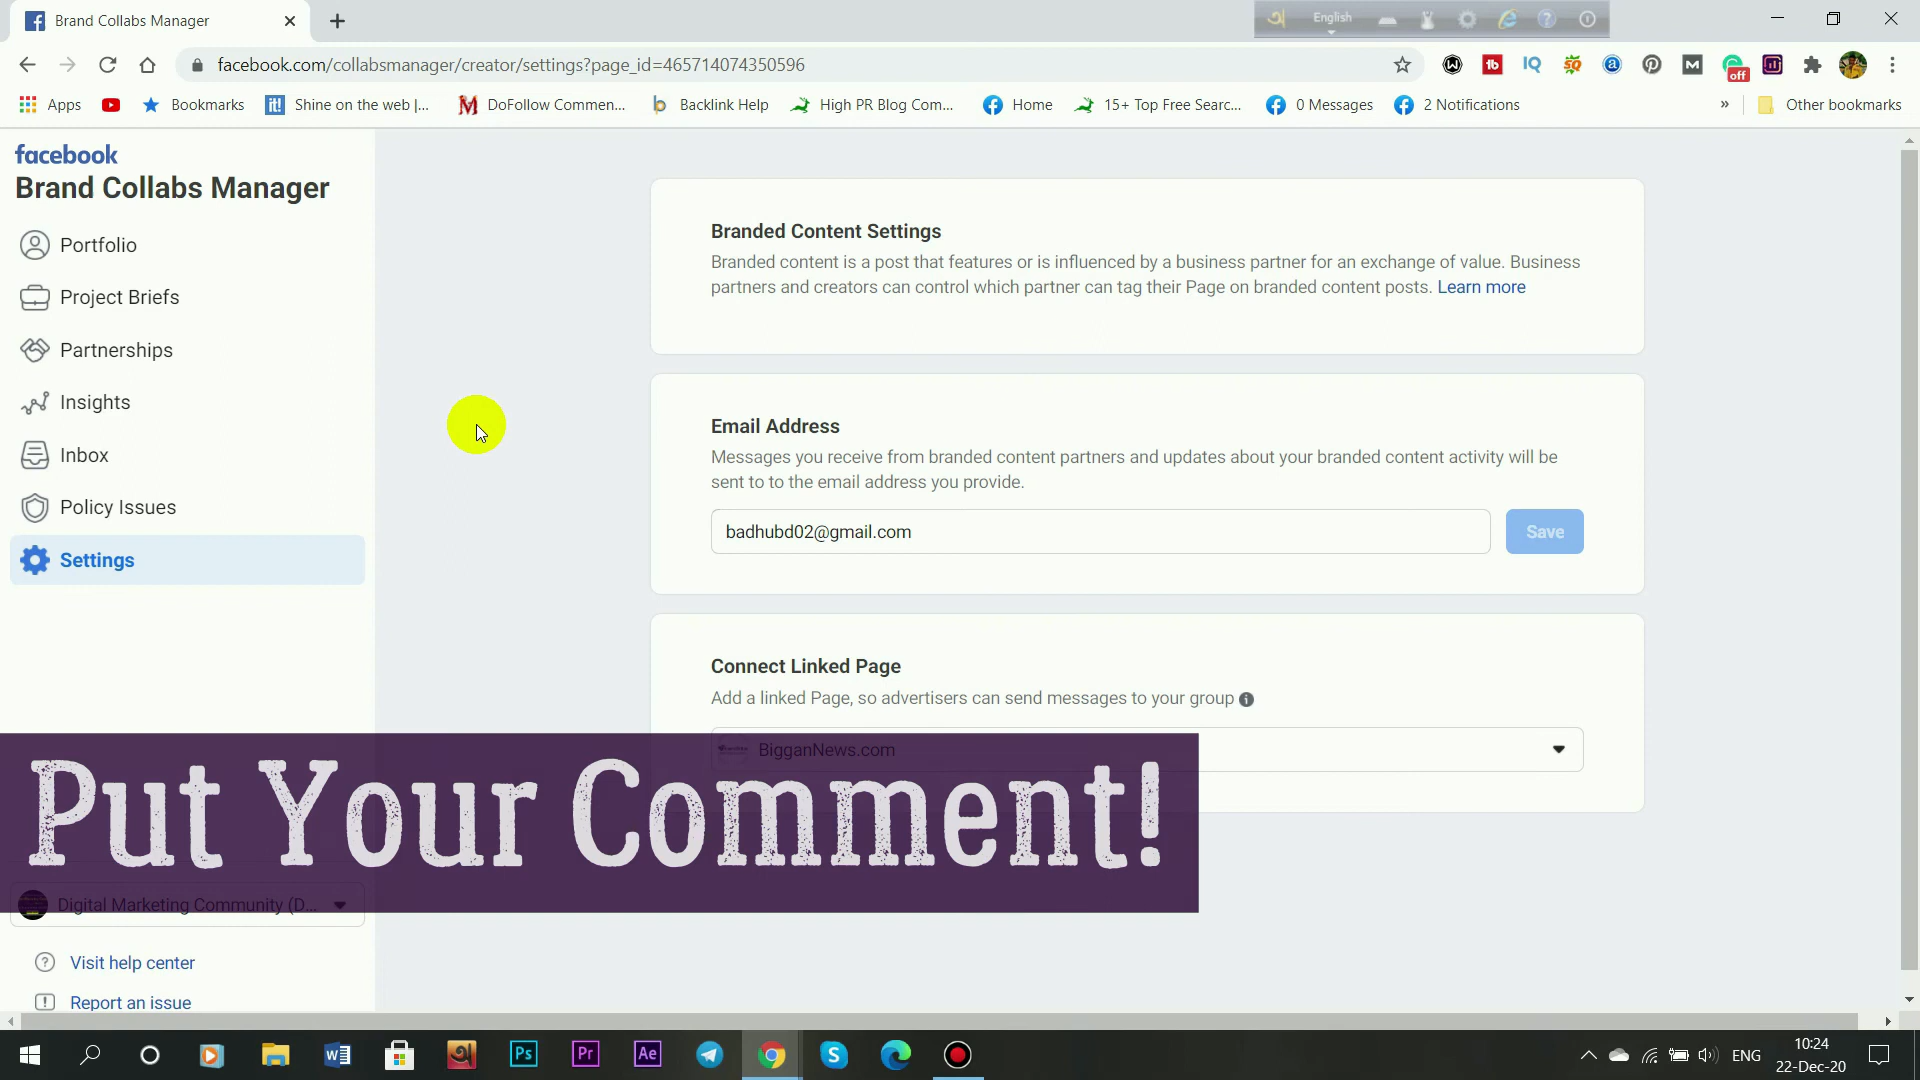 Brand Collabs Manager
English
facebook.com/collabsmanager/creator/settings?page_id=465714074350596
off
Apps
Bookmarks
Shine on the web |...
DoFollow Commen...
Backlink Help
High PR Blog Com...
Home
15+ Top Free Searc...
0 Messages
2 Notifications
»
Other bookmarks
facebook
Brand Collabs Manager
Portfolio
Project Briefs
Partnerships
Insights
Inbox
Policy Issues
Settings
Branded Content Settings
Branded content is a post that features or is influenced by a business partner for an exchange of value. Business
partners and creators can control which partner can tag their Page on branded content posts. Learn more
Email Address
Messages you receive from branded content partners and updates about your branded content activity will be
sent to to the email address you provide.
badhubd02@gmail.com
Save
Connect Linked Page
Add a linked Page, so advertisers can send messages to your group
BigganNews.com
Put Your Comment!
Digital Marketing Community (D...
Visit help center
Report an issue
Ps
Pr
Ae
ENG
10:24
22-Dec-20